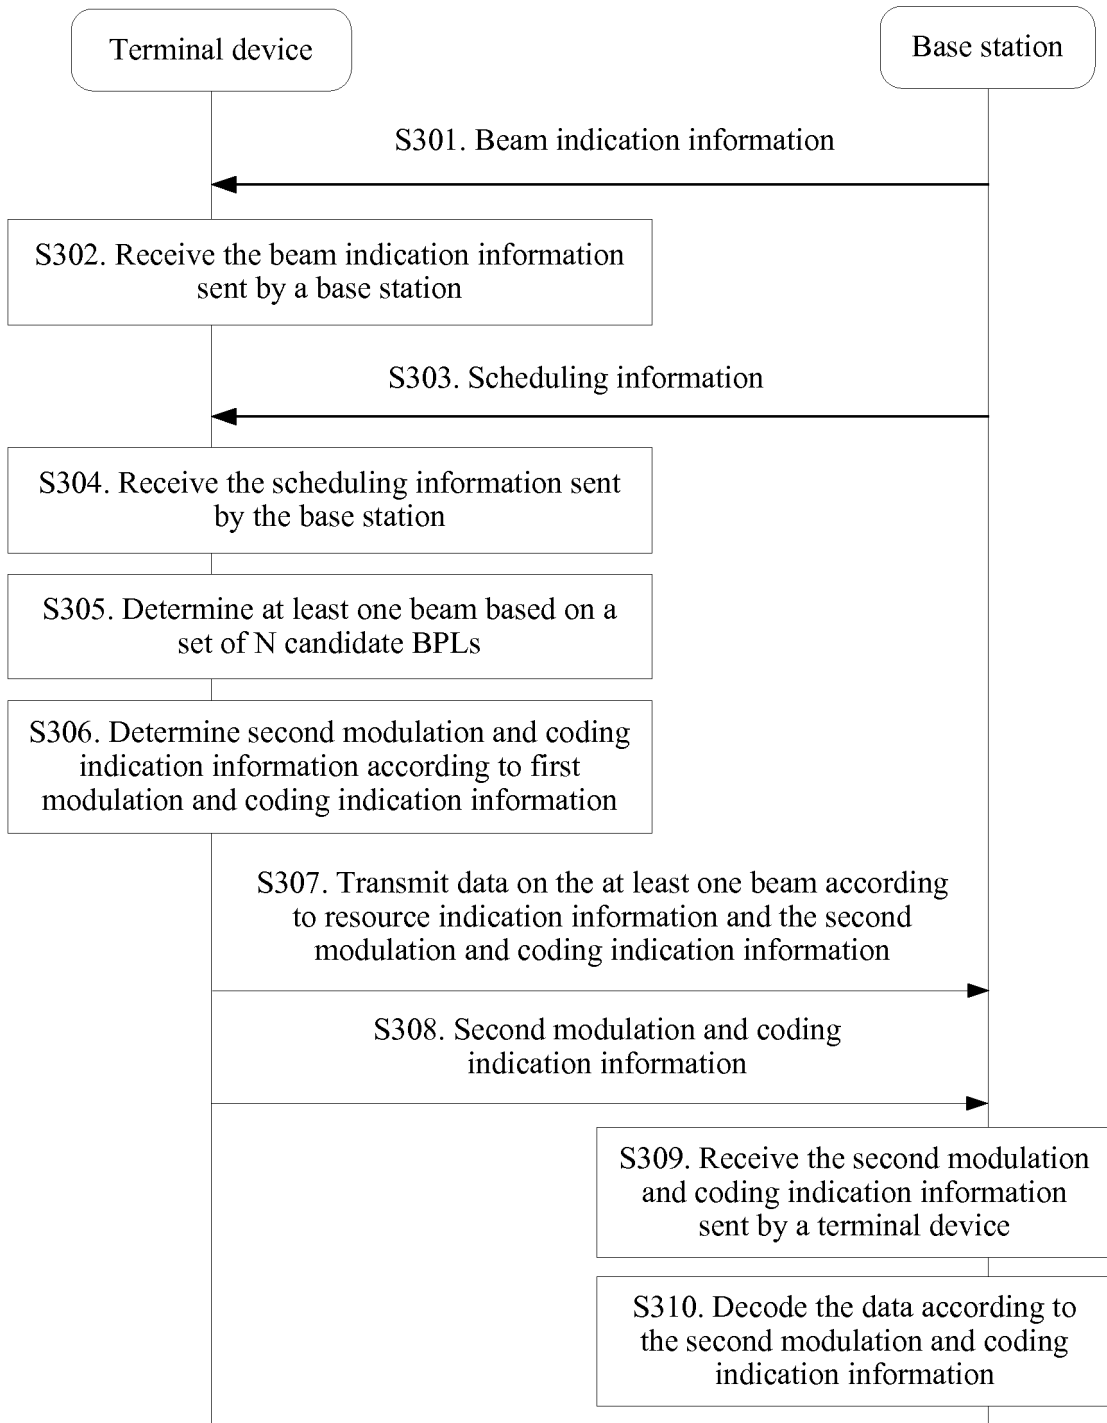 Terminal device
Base station
S301. Beam indication information
S302. Receive the beam indication information
sent by a base station
S303. Scheduling information
S304. Receive the scheduling information sent
by the base station
S305. Determine at least one beam based on a
set of N candidate BPLs
S306. Determine second modulation and coding
indication information according to first
modulation and coding indication information
S307. Transmit data on the at least one beam according
to resource indication information and the second
modulation and coding indication information
S308. Second modulation and coding
indication information
S309. Receive the second modulation
and coding indication information
sent by a terminal device
S310. Decode the data according to
the second modulation and coding
indication information